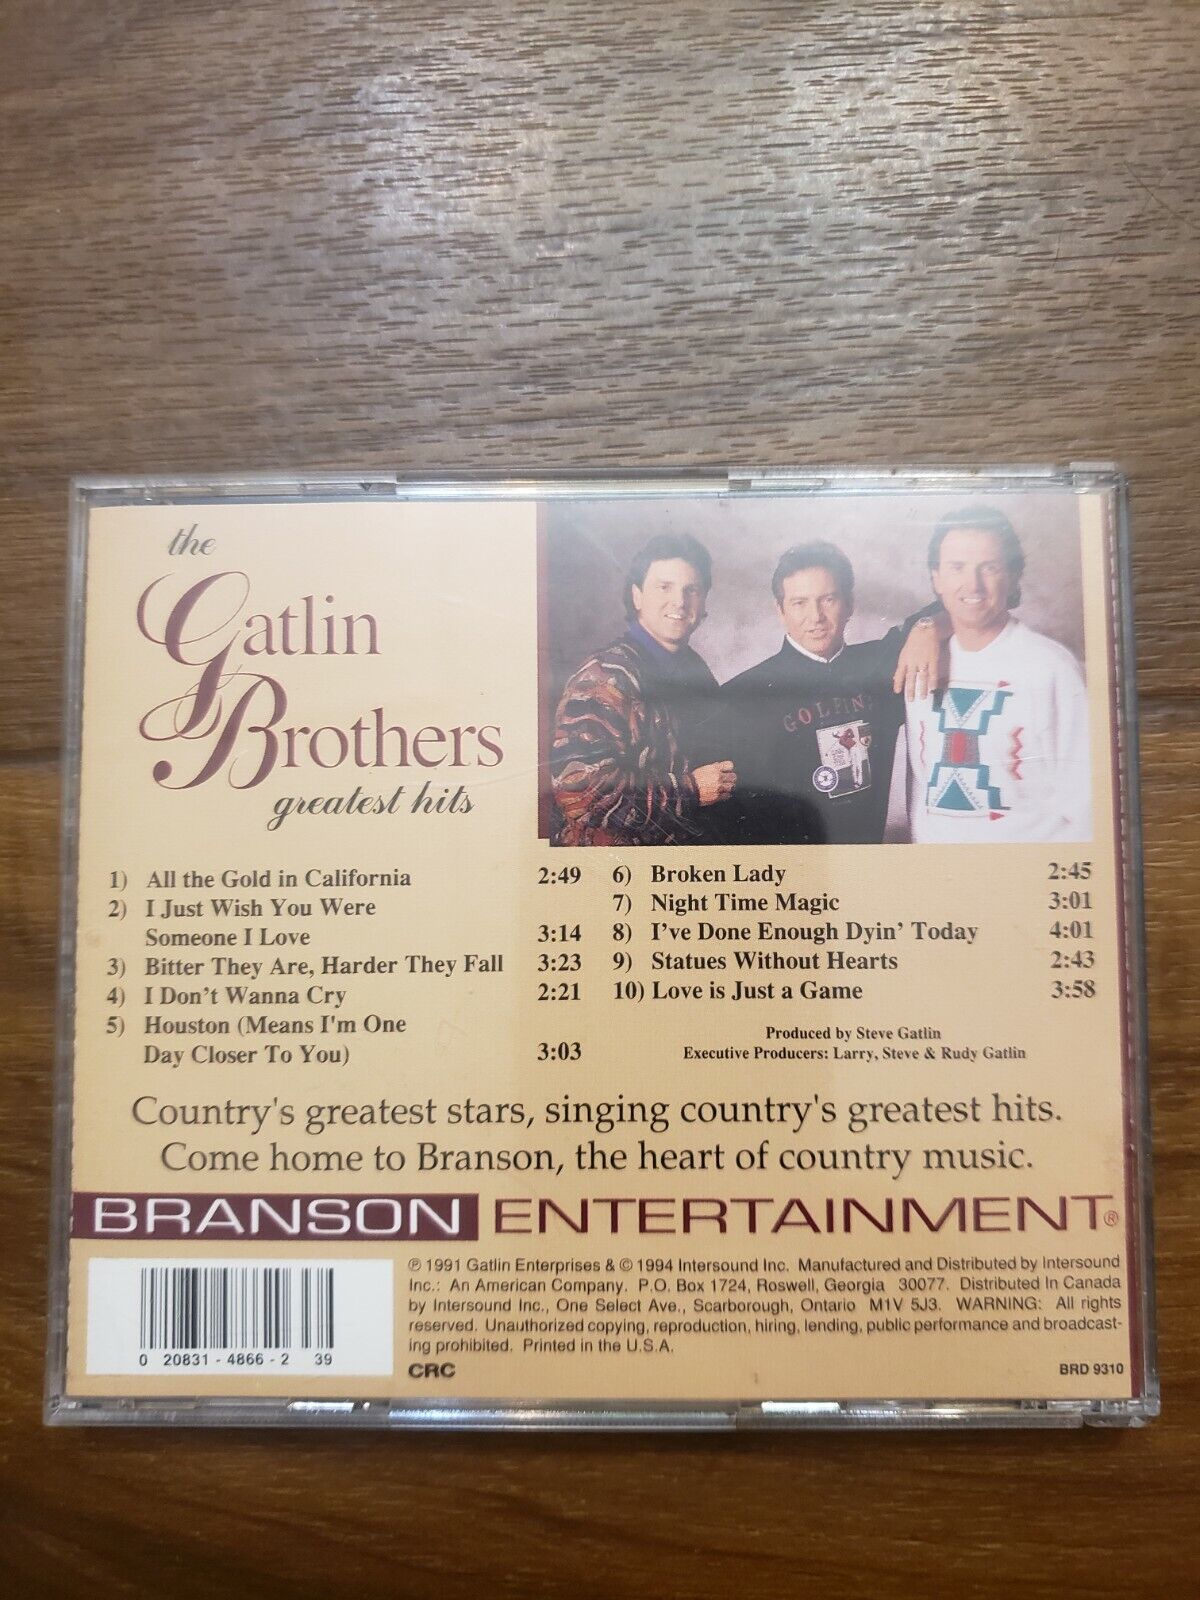 the
Gatlin
Brothers
greatest hits
GOLFIN
1) All the Gold in California 2:49
2) I Just Wish You Were
Someone I Love 3:14
3) Bitter They Are, Harder They Fall 3:23
4) I Don't Wanna Cry 2:21
5) Houston (Means I'm One
Day Closer To You) 3:03
6) Broken Lady 2:45
7) Night Time Magic 3:01
8) I've Done Enough Dyin' Today 4:01
9) Statues Without Hearts 2:43
10) Love is Just a Game 3:58
Produced by Steve Gatlin
Executive Producers: Larry, Steve & Rudy Gatlin
Country's greatest stars, singing country's greatest hits.
Come home to Branson, the heart of country music.
BRANSON ENTERTAINMENT®
℗ 1991 Gatlin Enterprises & © 1994 Intersound Inc. Manufactured and Distributed by Intersound
Inc.: An American Company. P.O. Box 1724, Roswell, Georgia 30077. Distributed In Canada
by Intersound Inc., One Select Ave., Scarborough, Ontario M1V 5J3. WARNING: All rights
reserved. Unauthorized copying, reproduction, hiring, lending, public performance and broadcast-
ing prohibited. Printed in the U.S.A.
CRC
BRD 9310
0 20831 - 4866 - 2 39